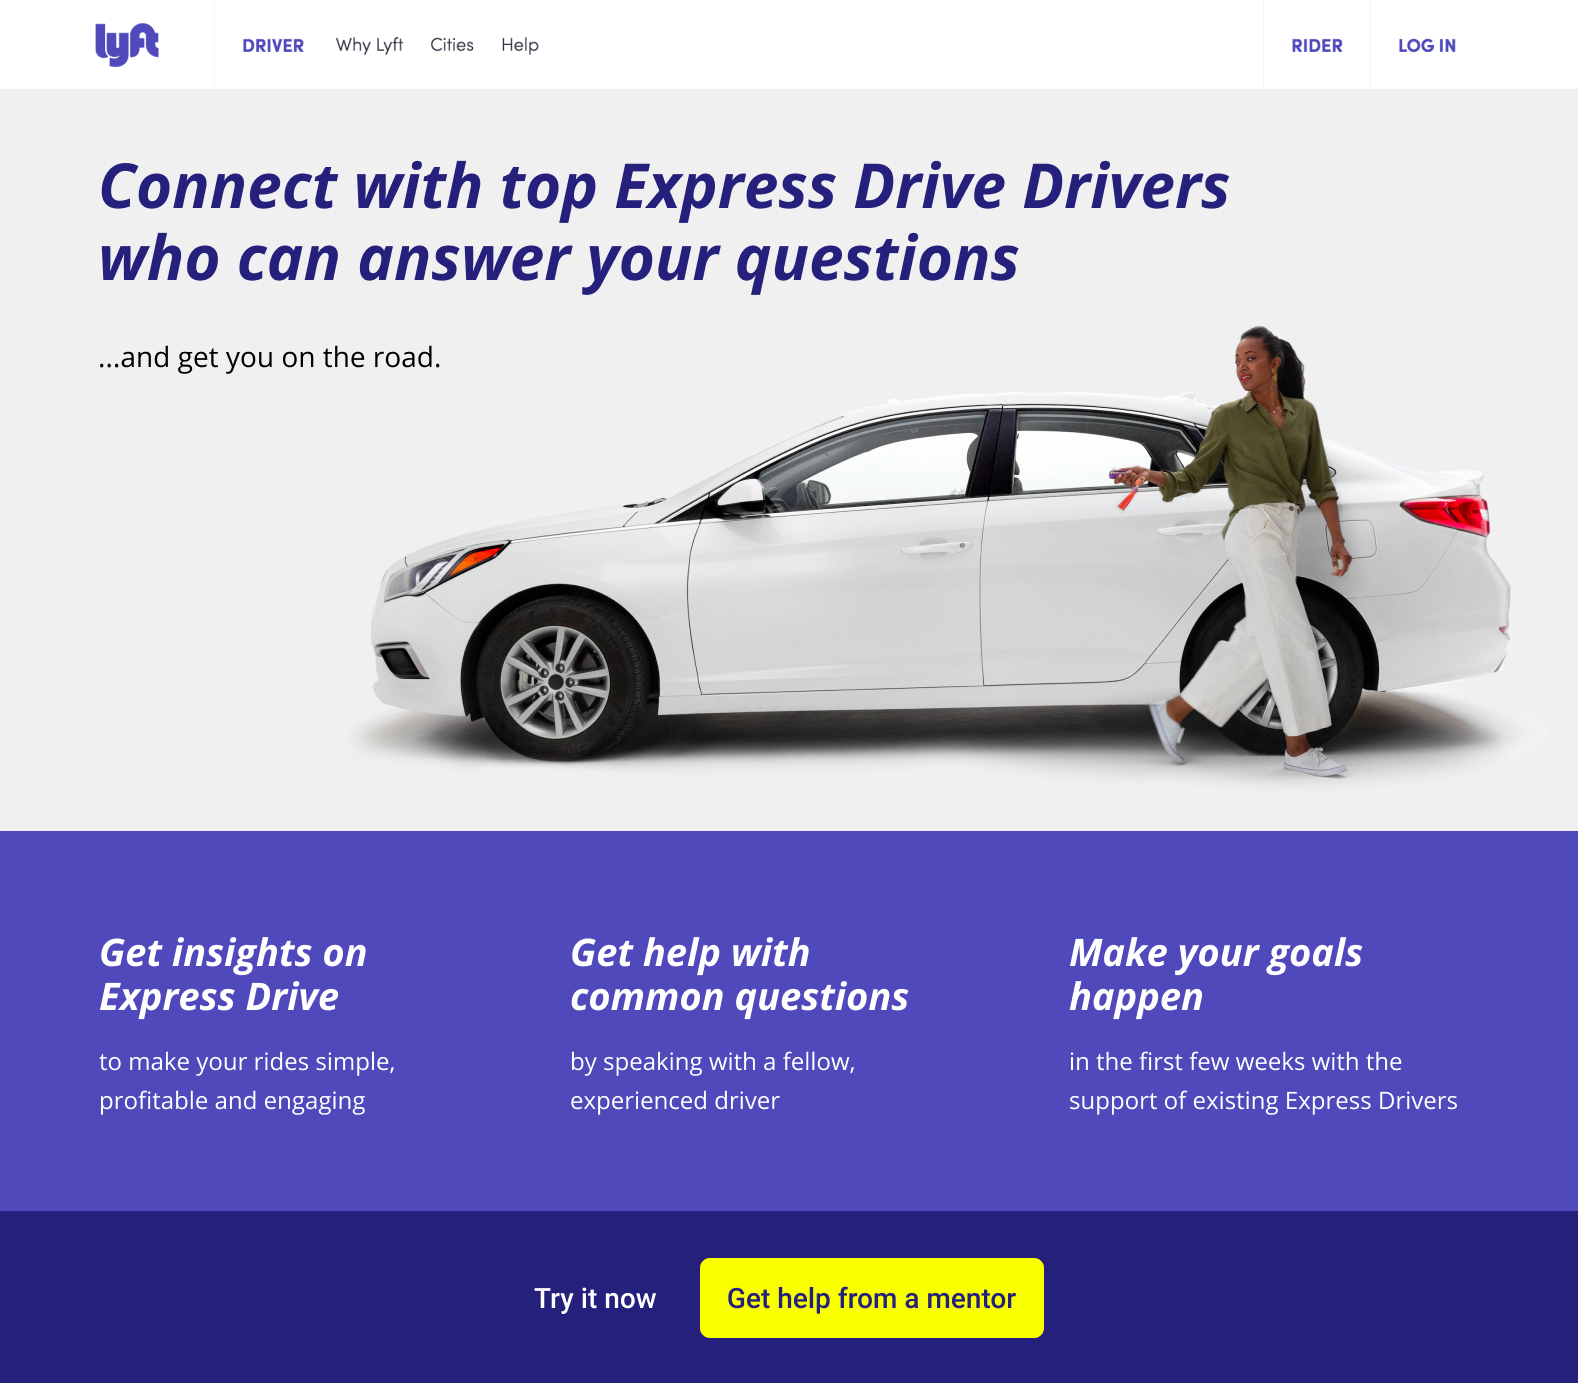 lyft
DRIVER
Why Lyft
Cities
Help
RIDER
LOG IN
Connect with top Express Drive Drivers
who can answer your questions
...and get you on the road.
Get insights on
Express Drive
to make your rides simple,
profitable and engaging
Get help with
common questions
by speaking with a fellow,
experienced driver
Make your goals
happen
in the first few weeks with the
support of existing Express Drivers
Try it now
Get help from a mentor